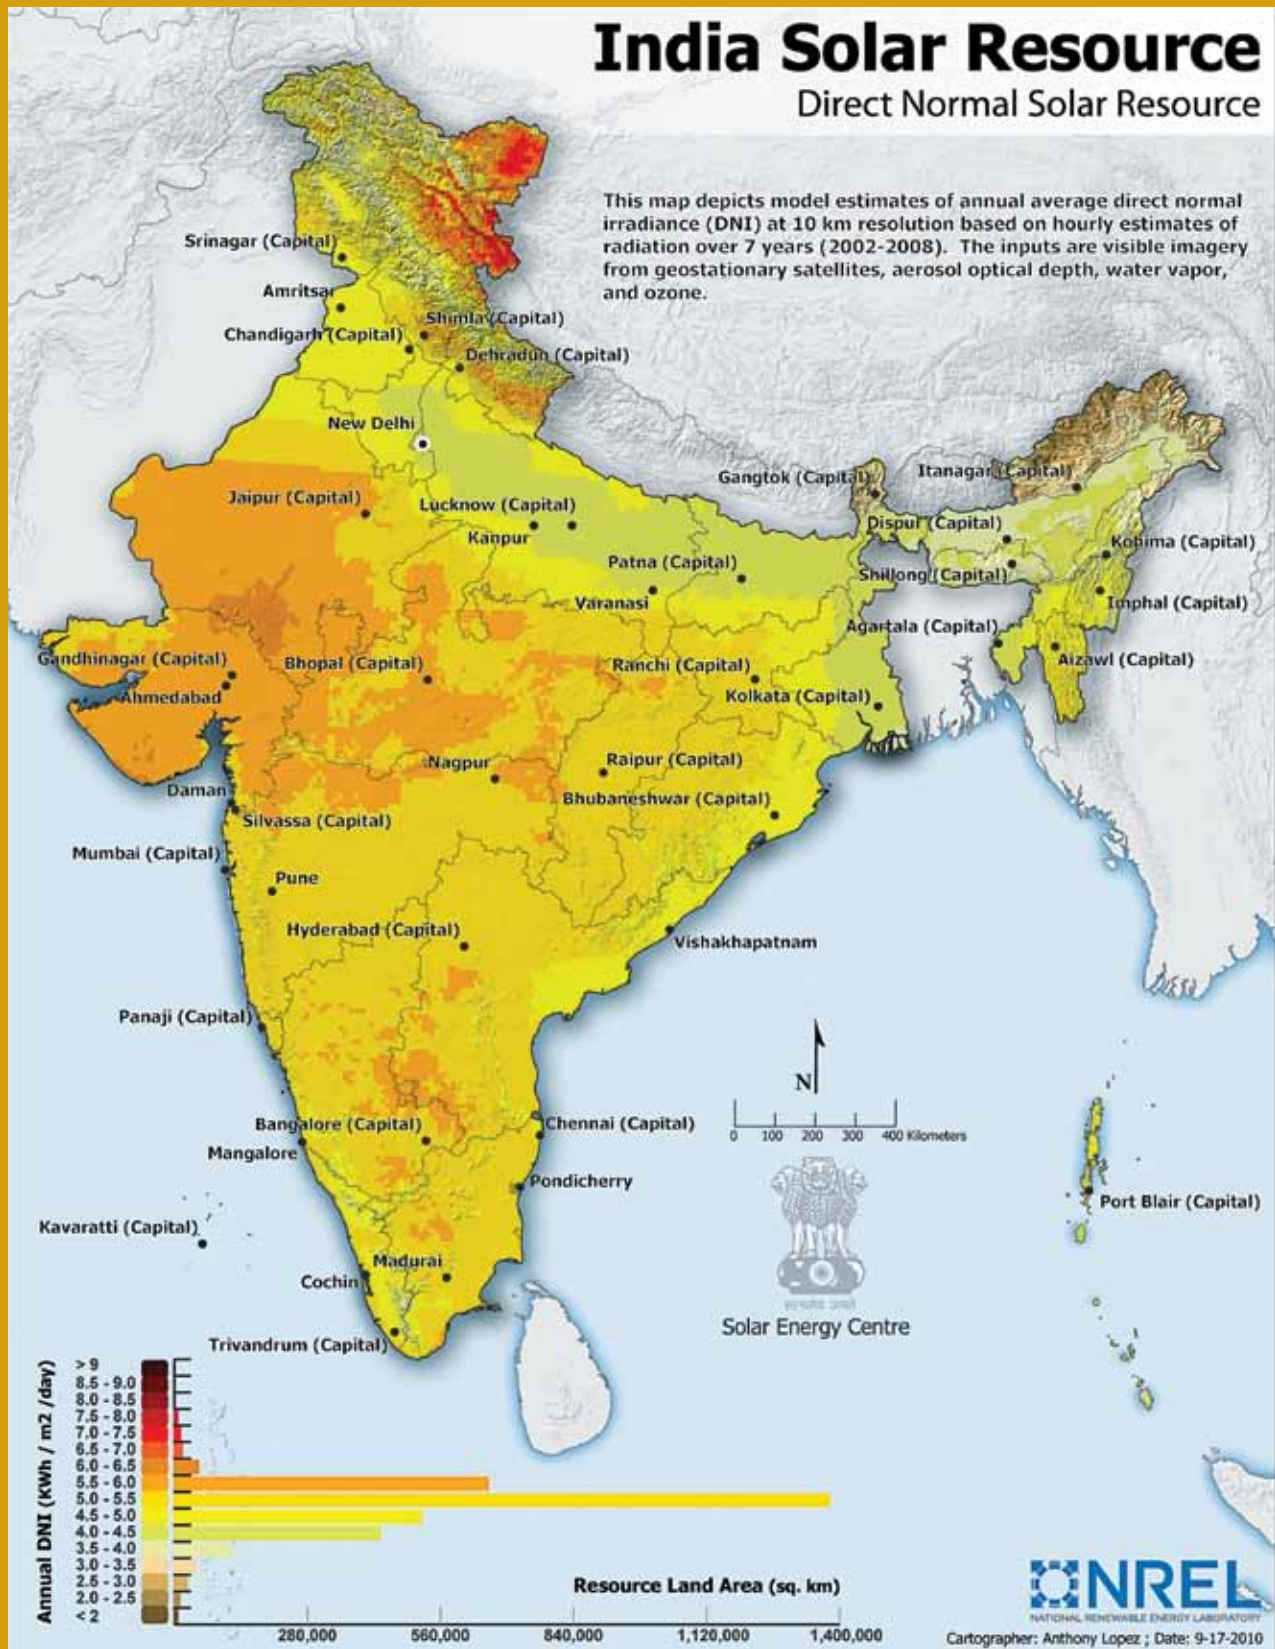 India Solar Resource
Direct Normal Solar Resource
This map depicts model estimates of annual average direct normal
irradiance (DNI) at 10 km resolution based on hourly estimates of
radiation over 7 years (2002-2008). The inputs are visible imagery
from geostationary satellites, aerosol optical depth, water vapor,
and ozone.
Srinagar (Capital)
Amritsar
Shimla (Capital)
Chandigarh (Capital)
Dehradun (Capital)
New Delhi
Gangtok (Capital)
Itanagar (Capital)
Jaipur (Capital)
Lucknow (Capital)
Kanpur
Dispur (Capital)
Kohima (Capital)
Patna (Capital)
Shillong (Capital)
Varanasi
Imphal (Capital)
Agartala (Capital)
Gandhinagar (Capital)
Bhopal (Capital)
Ranchi (Capital)
Aizawl (Capital)
Ahmedabad
Kolkata (Capital)
Nagpur
Raipur (Capital)
Daman
Bhubaneshwar (Capital)
Silvassa (Capital)
Mumbai (Capital)
Pune
Hyderabad (Capital)
Vishakhapatnam
Panaji (Capital)
N
Bangalore (Capital)
Chennai (Capital)
0 100 200 300 400 Kilometers
Mangalore
Pondicherry
Port Blair (Capital)
Kavaratti (Capital)
Madurai
Cochin
Solar Energy Centre
Trivandrum (Capital)
Annual DNI (KWh / m2 /day)
> 9
8.5 - 9.0
8.0 - 8.5
7.5 - 8.0
7.0 - 7.5
6.5 - 7.0
6.0 - 6.5
5.5 - 6.0
5.0 - 5.5
4.5 - 5.0
4.0 - 4.5
3.5 - 4.0
3.0 - 3.5
2.5 - 3.0
2.0 - 2.5
< 2
Resource Land Area (sq. km)
280,000 560,000 840,000 1,120,000 1,400,000
NREL
NATIONAL RENEWABLE ENERGY LABORATORY
Cartographer: Anthony Lopez ; Date: 9-17-2010